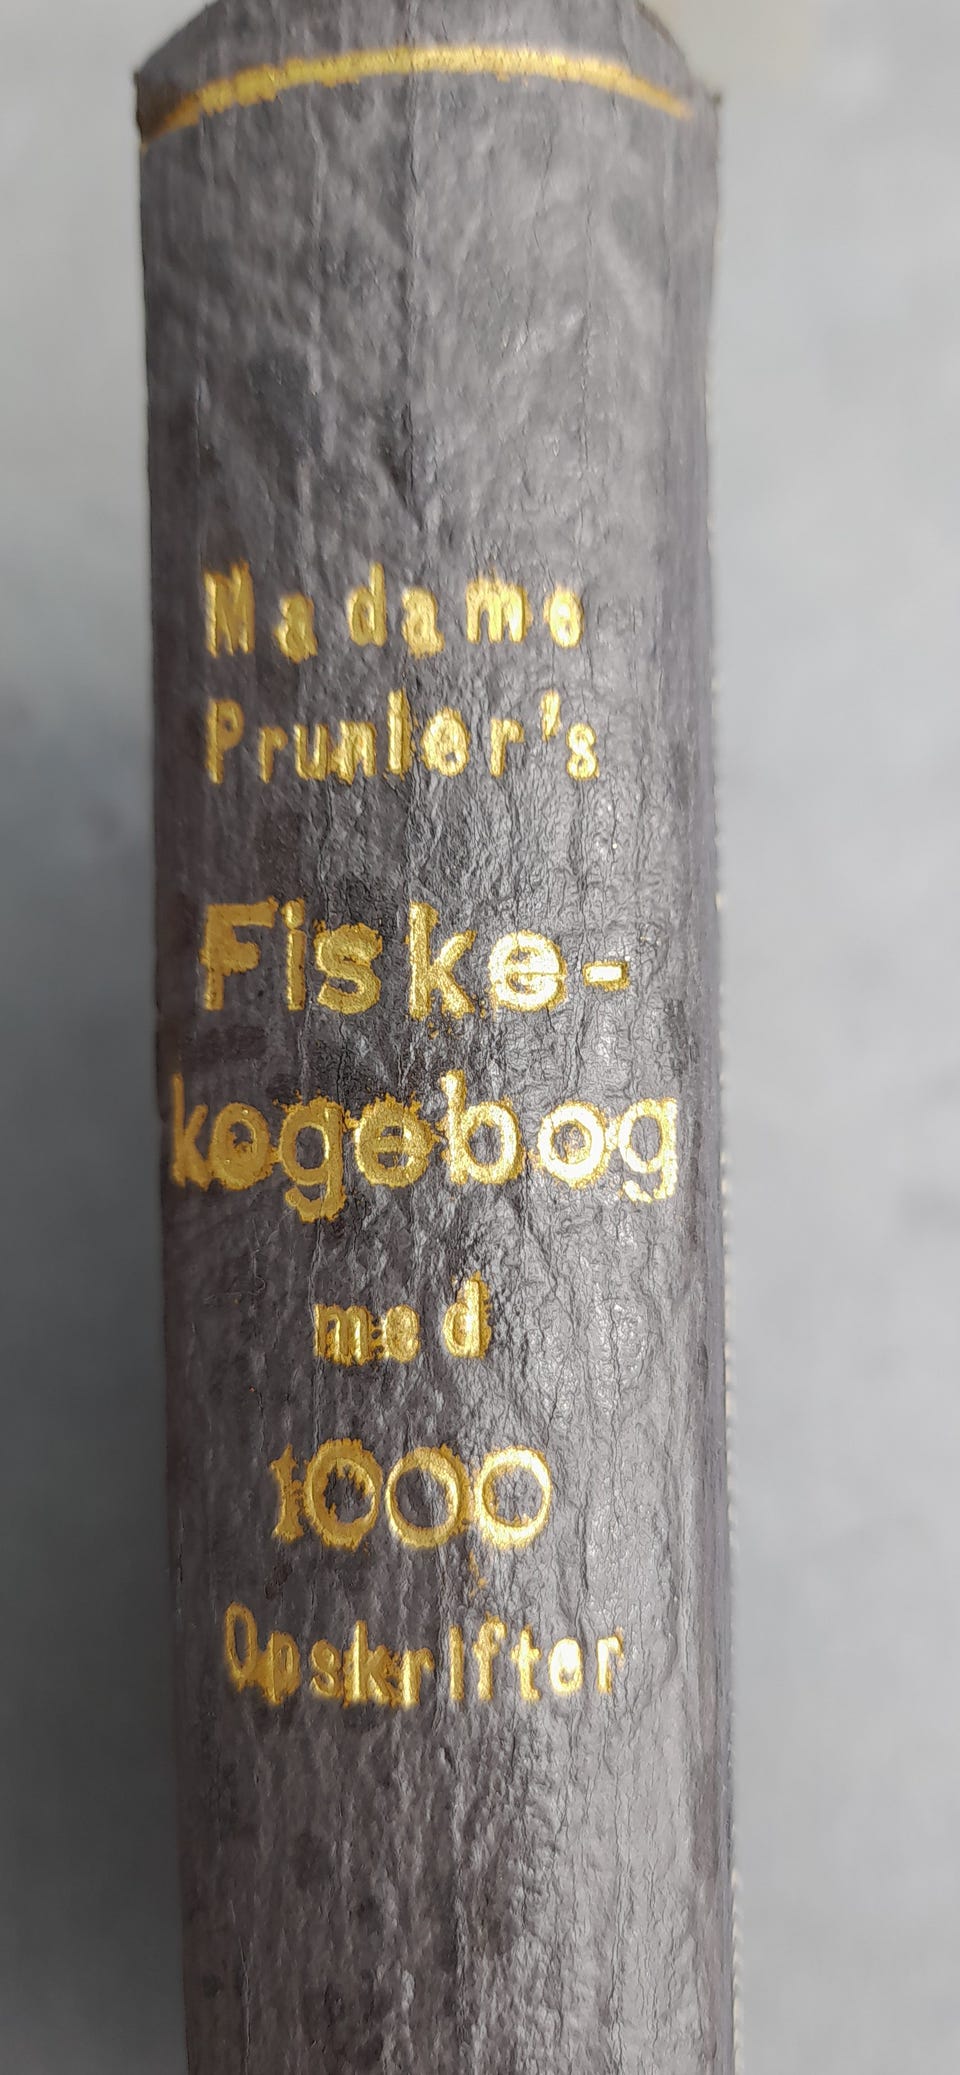 Madame
Prunier's
Fiske-
kogebog
med
1000
Opskrifter